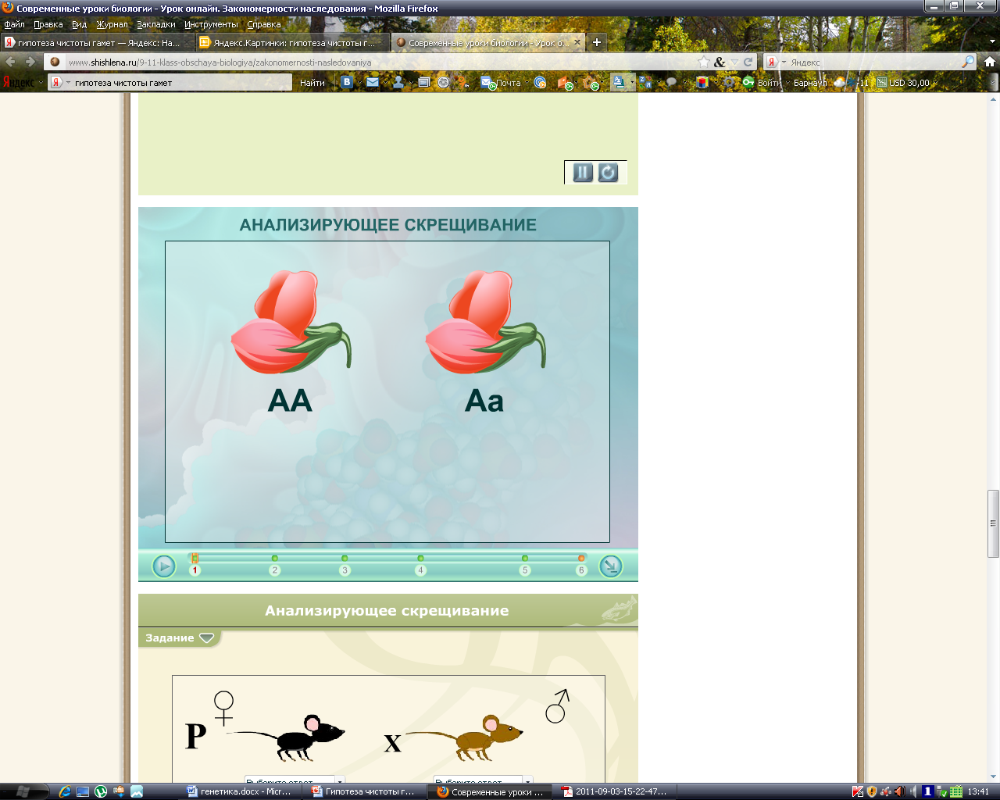 Современные уроки биологии - Урок онлайн. Закономерности наследования - Mozilla Firefox
Файл Правка Вид Журнал Закладки Инструменты Справка
гипотеза чистоты гамет — Яндекс: На...
Яндекс.Картинки: гипотеза чистоты г...
Современные уроки биологии - Урок о...
www.shishlena.ru/9-11-klass-obschaya-biologiya/zakonomernosti-nasledovaniya
Яндекс
Яндекс гипотеза чистоты гамет Найти Почта Войти Барнаул -11 USD 30,00
АНАЛИЗИРУЮЩЕЕ СКРЕЩИВАНИЕ
АА Аа
1 2 3 4 5 6
Анализирующее скрещивание
Задание
P x
Выберите ответ Выберите ответ
генетика.docx - Micr...
Гипотеза чистоты г...
Современные уроки ...
2011-09-03-15-22-47...
13:41